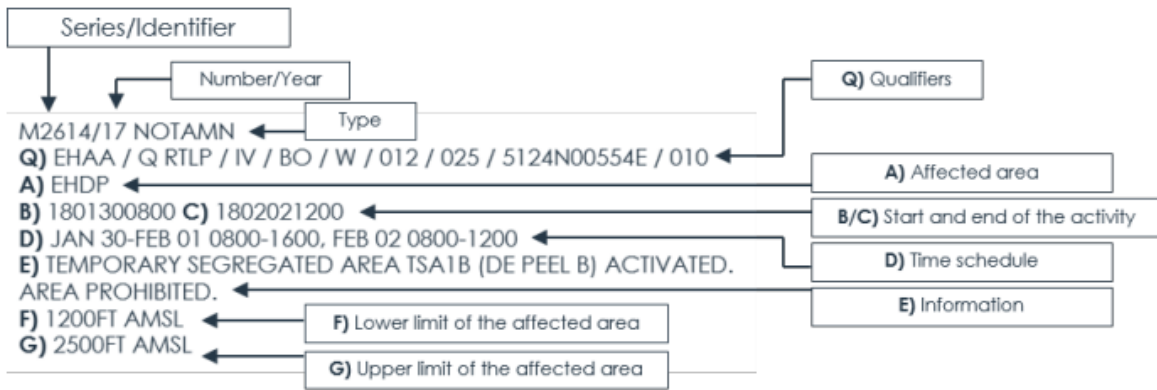 Series/Identifier
Number/Year
Q) Qualifiers
Type
M2614/17 NOTAMN
Q) EHAA / Q RTLP / IV / BO / W / 012 / 025 / 5124N00554E / 010
A) Affected area
A) EHDP
B/C) Start and end of the activity
B) 1801300800 C) 1802021200
D) JAN 30-FEB 01 0800-1600, FEB 02 0800-1200
D) Time schedule
E) TEMPORARY SEGREGATED AREA TSA1B (DE PEEL B) ACTIVATED.
AREA PROHIBITED.
E) Information
F) 1200FT AMSL
F) Lower limit of the affected area
G) 2500FT AMSL
G) Upper limit of the affected area